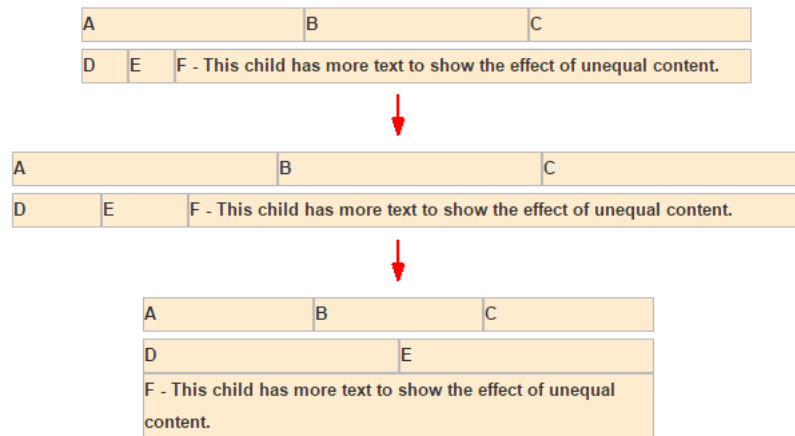 A B C
D E F - This child has more text to show the effect of unequal content.
A B C
D E F - This child has more text to show the effect of unequal content.
A B C
D E
F - This child has more text to show the effect of unequal
content.